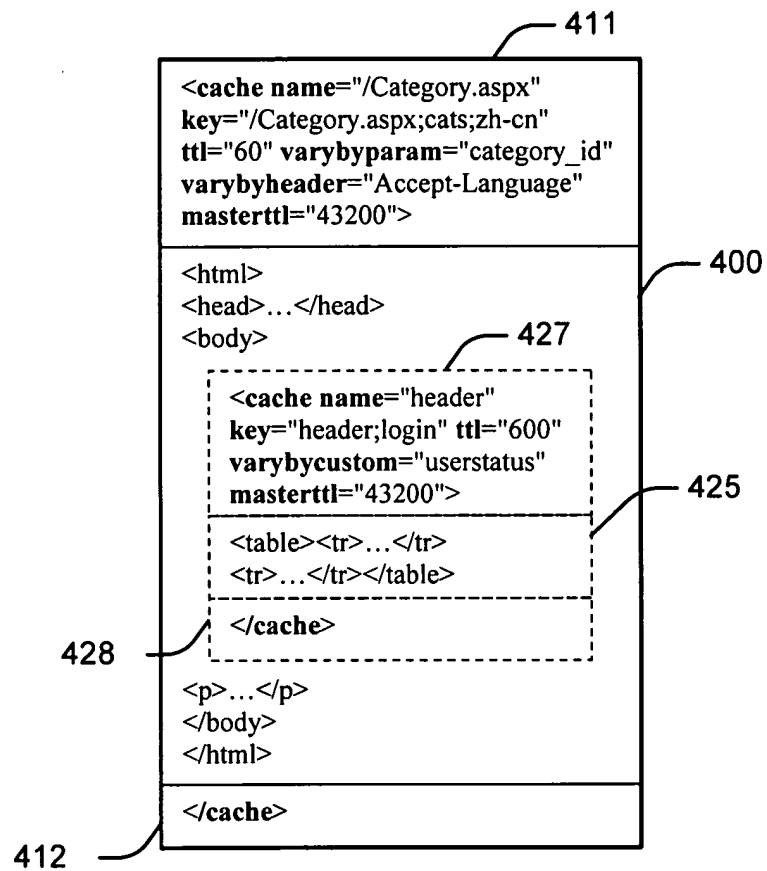 411
<cache name="/Category.aspx"
key="/Category.aspx;cats;zh-cn"
ttl="60" varybyparam="category_id"
varybyheader="Accept-Language"
masterttl="43200">
400
<html>
<head>…</head>
<body>
427
<cache name="header"
key="header;login" ttl="600"
varybycustom="userstatus"
masterttl="43200">
425
<table><tr>…</tr>
<tr>…</tr></table>
</cache>
428
<p>…</p>
</body>
</html>
</cache>
412